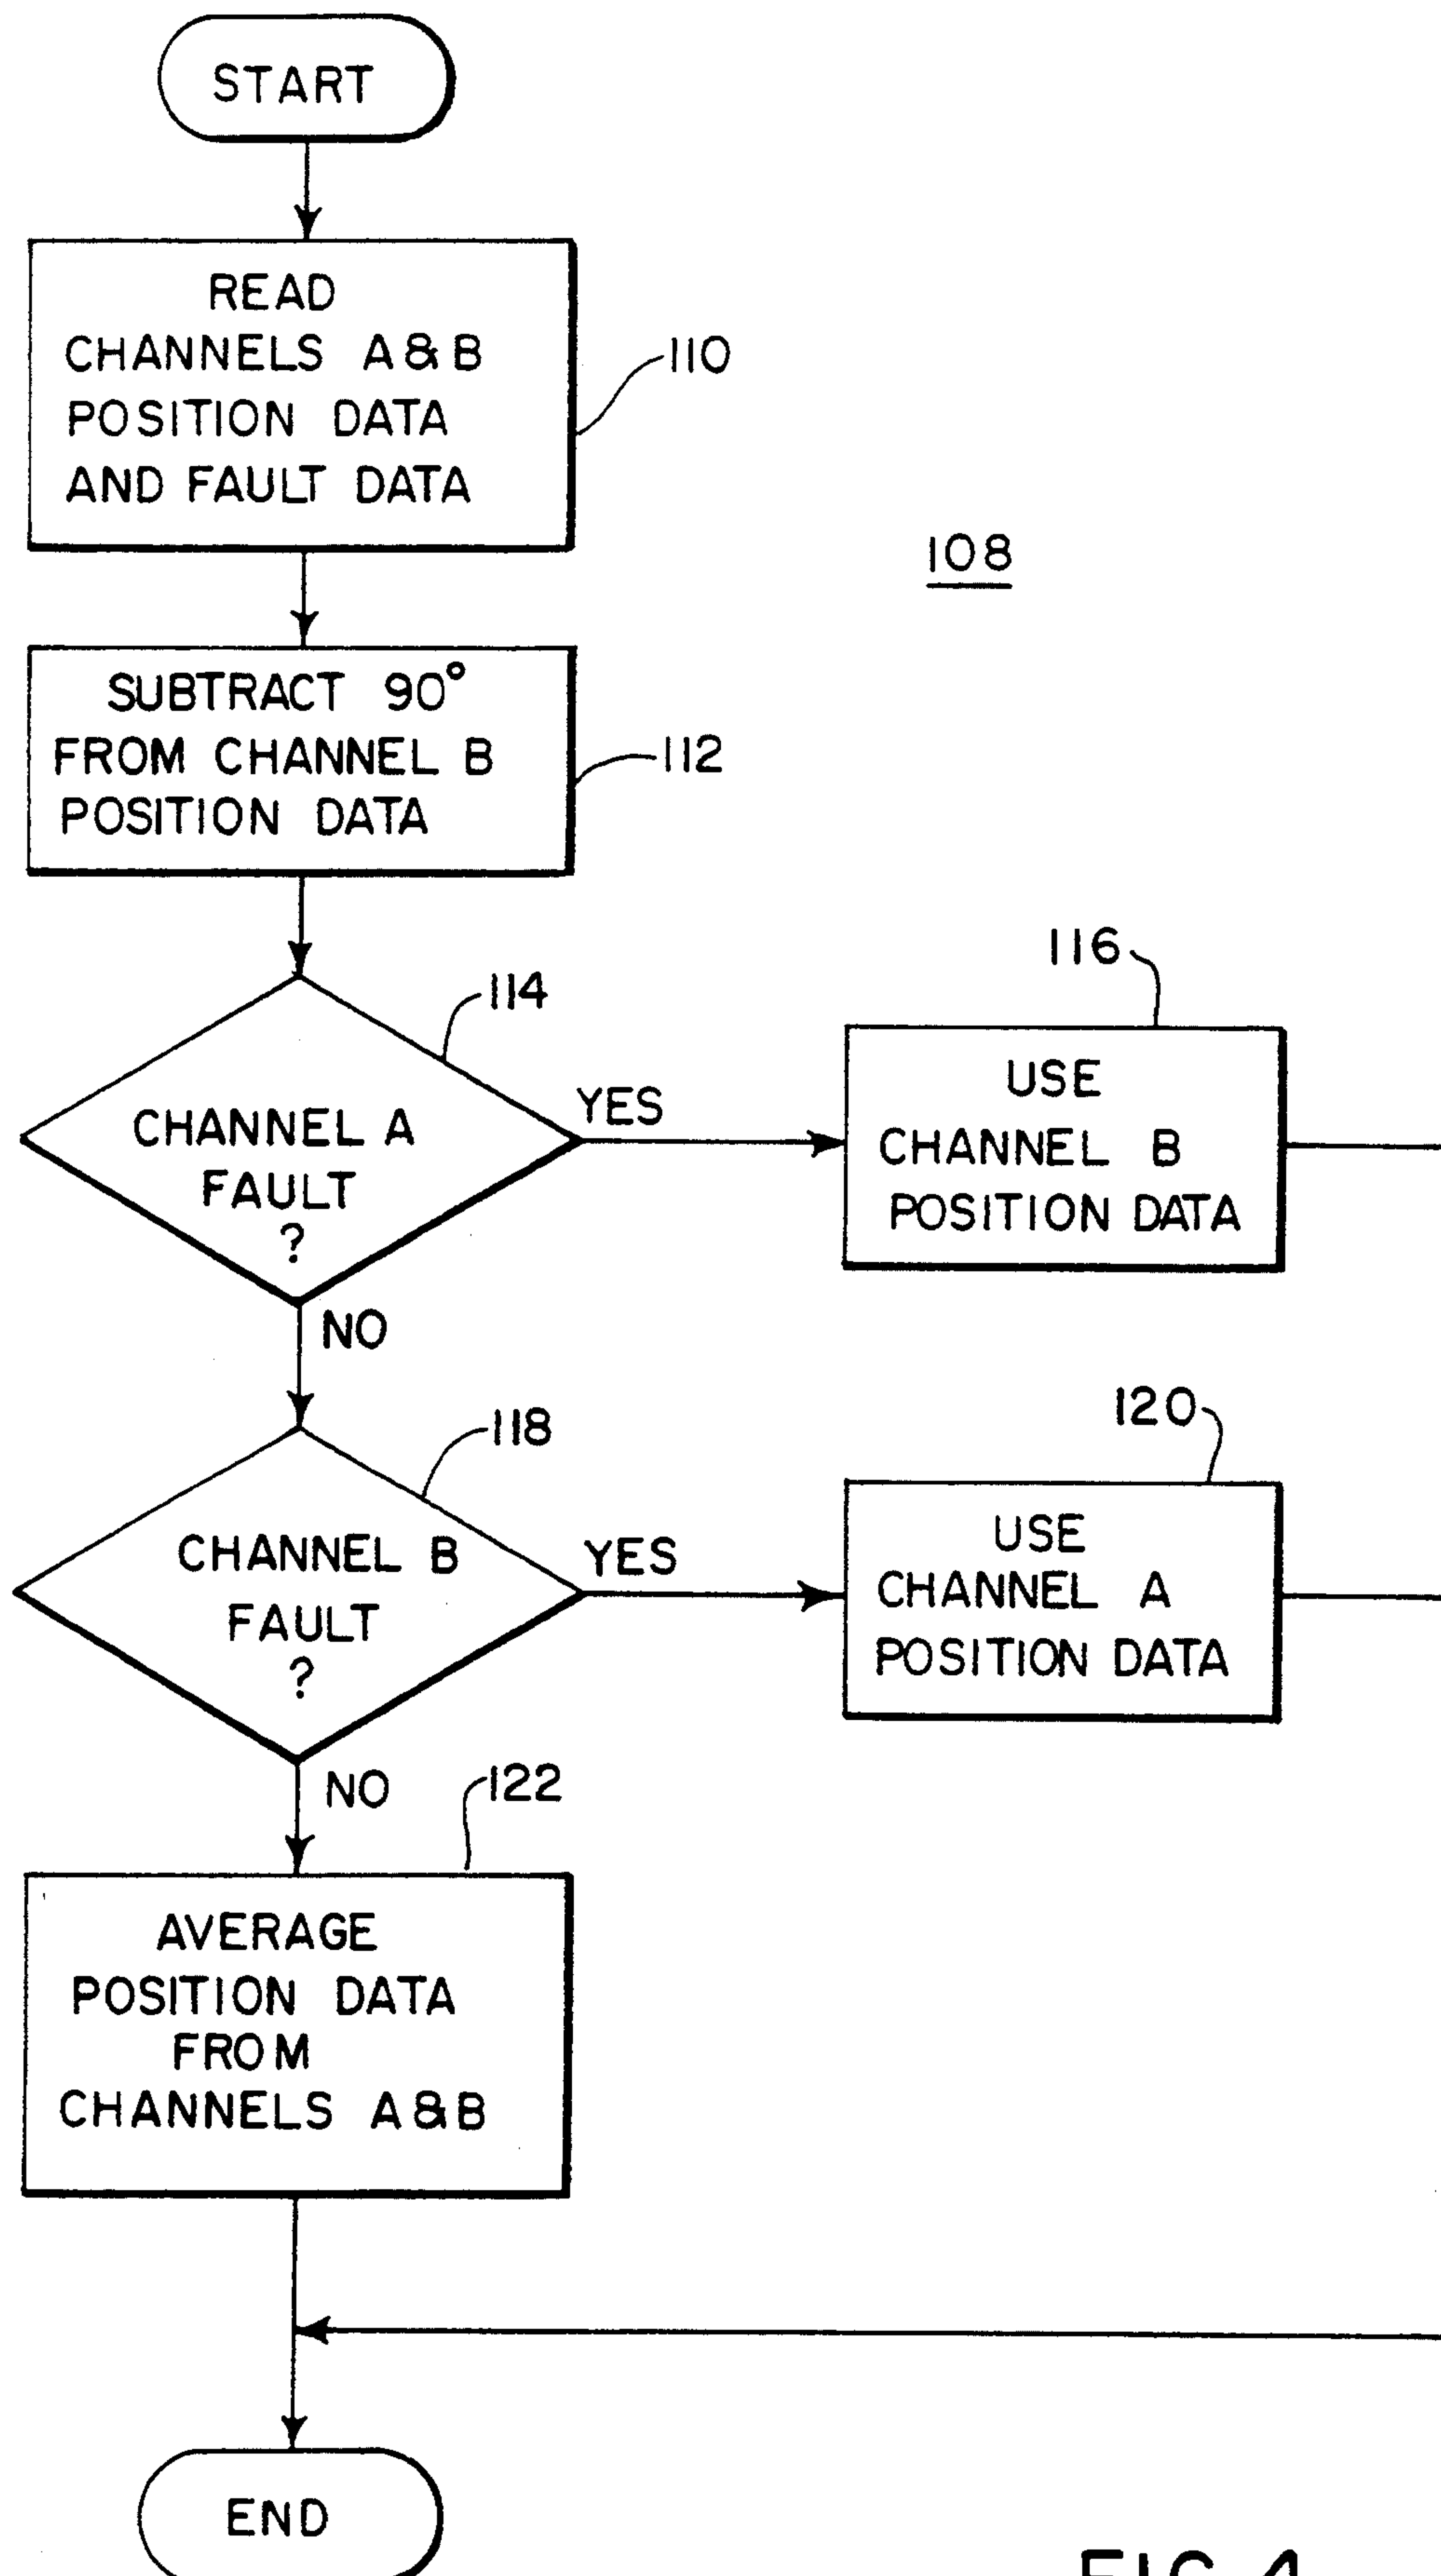 START
READ
CHANNELS A&B
POSITION DATA
AND FAULT DATA
110
108
SUBTRACT 90°
FROM CHANNEL B
POSITION DATA
112
114
CHANNEL A
FAULT
?
YES
NO
116
USE
CHANNEL B
POSITION DATA
118
CHANNEL B
FAULT
?
YES
NO
120
USE
CHANNEL A
POSITION DATA
122
AVERAGE
POSITION DATA
FROM
CHANNELS A&B
END